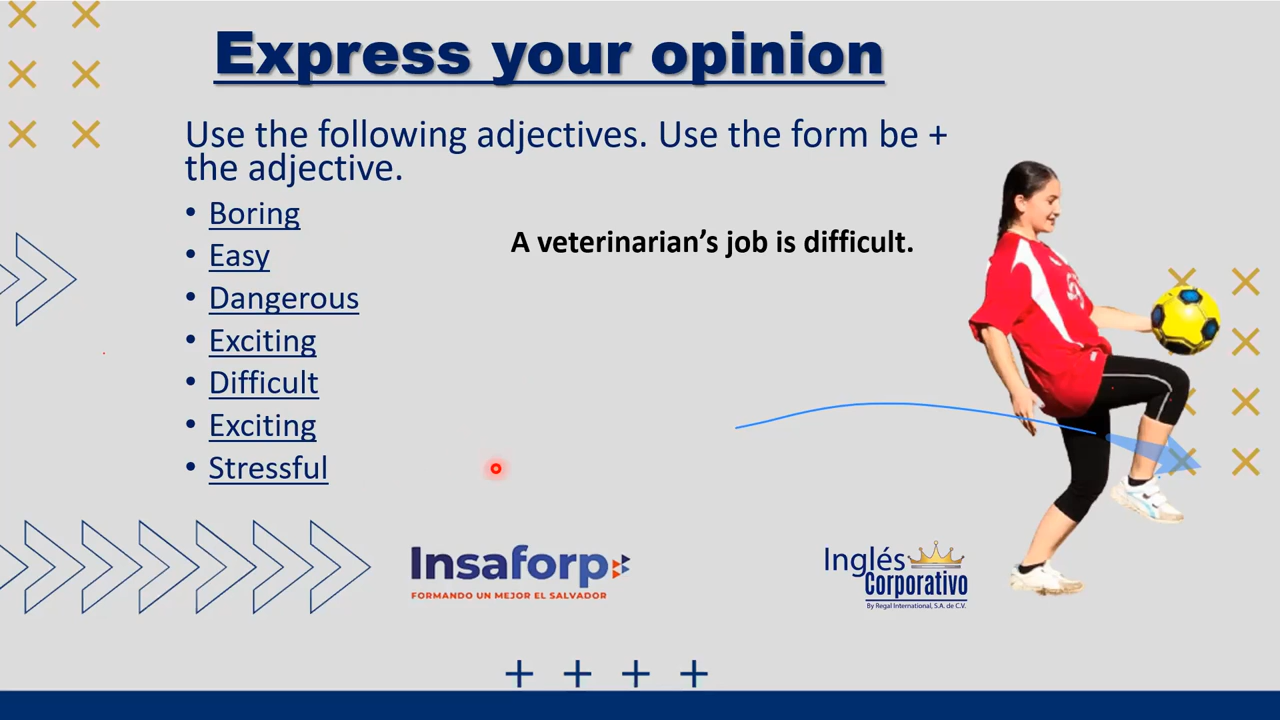 Express your opinion
Use the following adjectives. Use the form be +
the adjective.
• Boring
• Easy
• Dangerous
• Exciting
• Difficult
• Exciting
• Stressful
A veterinarian's job is difficult.
Insaforp
FORMANDO UN MEJOR EL SALVADOR
Inglés
Corporativo
By Regal International, S.A. de C.V.